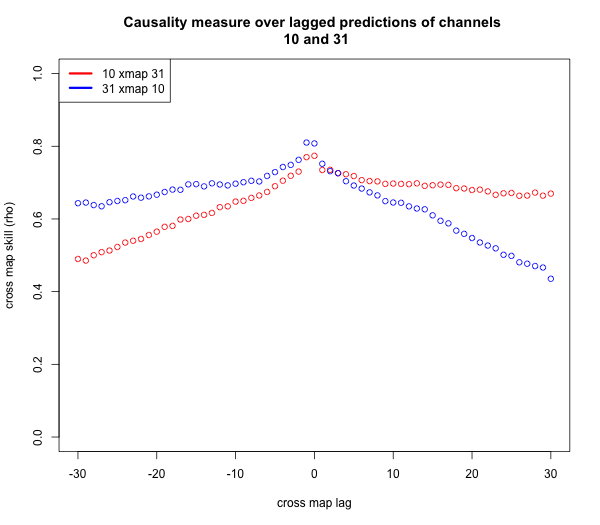 Causality measure over lagged predictions of channels
10 and 31
10 xmap 31
31 xmap 10
1.0
0.8
0.6
0.4
0.2
0.0
cross map skill (rho)
-30 -20 -10 0 10 20 30
cross map lag